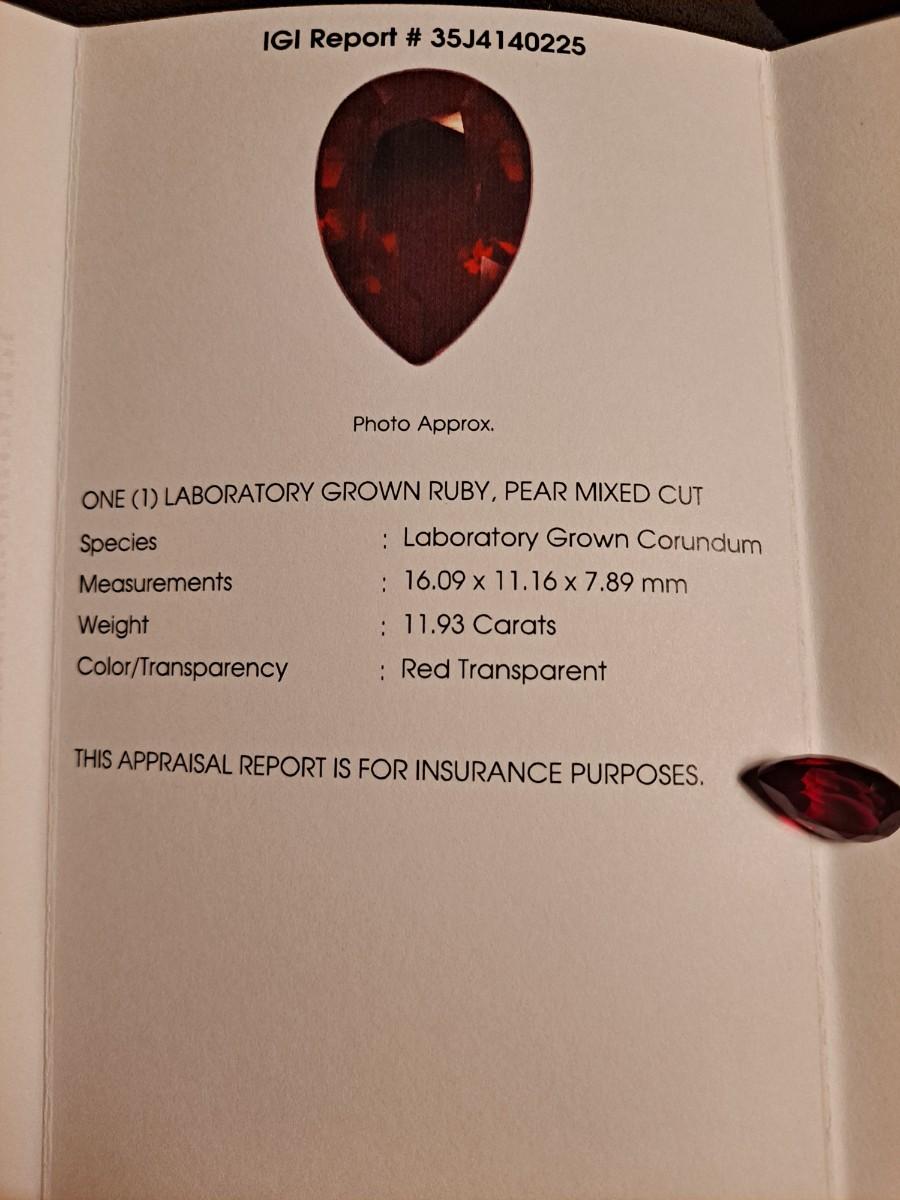 IGI Report # 35J4140225
Photo Approx.
ONE (1) LABORATORY GROWN RUBY, PEAR MIXED CUT
Species : Laboratory Grown Corundum
Measurements : 16.09 x 11.16 x 7.89 mm
Weight : 11.93 Carats
Color/Transparency : Red Transparent
THIS APPRAISAL REPORT IS FOR INSURANCE PURPOSES.